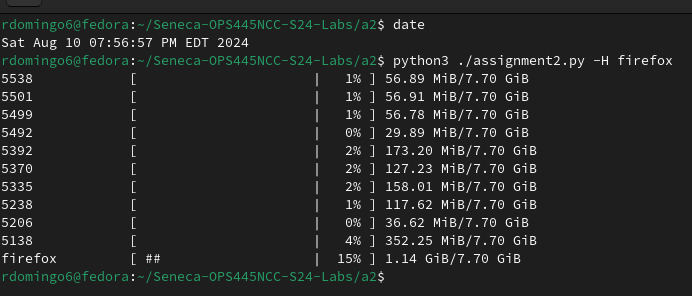 rdomingo6@fedora:~/Seneca-OPS445NCC-S24-Labs/a2$ date
Sat Aug 10 07:56:57 PM EDT 2024
rdomingo6@fedora:~/Seneca-OPS445NCC-S24-Labs/a2$ python3 ./assignment2.py -H firefox
5538            [                      |   1% ] 56.89 MiB/7.70 GiB
5501            [                      |   1% ] 56.91 MiB/7.70 GiB
5499            [                      |   1% ] 56.78 MiB/7.70 GiB
5492            [                      |   0% ] 29.89 MiB/7.70 GiB
5392            [                      |   2% ] 173.20 MiB/7.70 GiB
5370            [                      |   2% ] 127.23 MiB/7.70 GiB
5335            [                      |   2% ] 158.01 MiB/7.70 GiB
5238            [                      |   1% ] 117.62 MiB/7.70 GiB
5206            [                      |   0% ] 36.62 MiB/7.70 GiB
5138            [                      |   4% ] 352.25 MiB/7.70 GiB
firefox         [ ##                   |  15% ] 1.14 GiB/7.70 GiB
rdomingo6@fedora:~/Seneca-OPS445NCC-S24-Labs/a2$